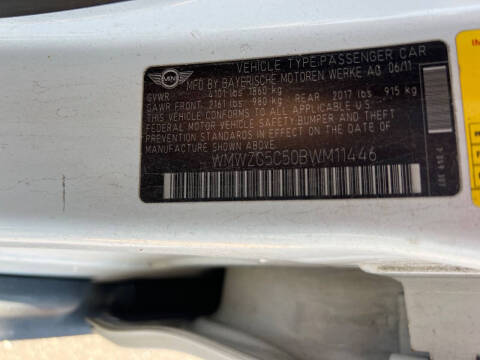 VEHICLE TYPE:PASSENGER CAR
MINI
MFD BY BAYERISCHE MOTOREN WERKE AG 06/11
GVWR 4101 lbs 1860 kg
GAWR FRONT 2161 lbs 980 kg REAR 2017 lbs 915 kg
THIS VEHICLE CONFORMS TO ALL APPLICABLE
FEDERAL MOTOR VEHICLE SAFETY, BUMPER AND THEFT
PREVENTION STANDARDS IN EFFECT ON THE DATE OF
MANUFACTURE SHOWN ABOVE.
WMWZC5C50BWM11446